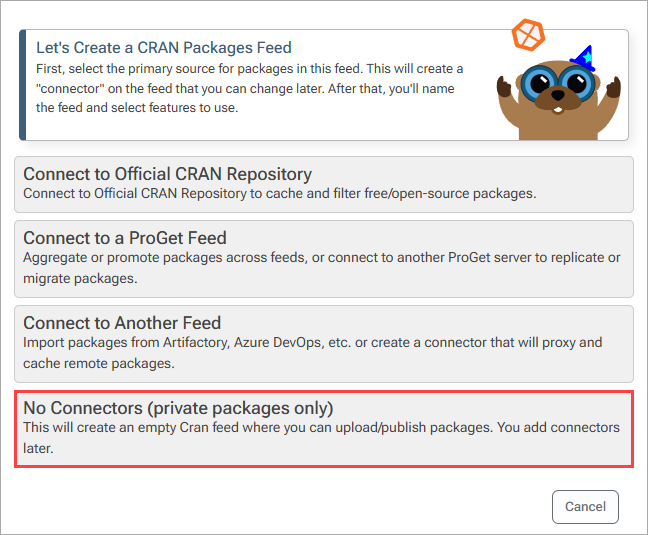 Let's Create a CRAN Packages Feed
First, select the primary source for packages in this feed. This will create a
"connector" on the feed that you can change later. After that, you'll name
the feed and select features to use.
Connect to Official CRAN Repository
Connect to Official CRAN Repository to cache and filter free/open-source packages.
Connect to a ProGet Feed
Aggregate or promote packages across feeds, or connect to another ProGet server to replicate or
migrate packages.
Connect to Another Feed
Import packages from Artifactory, Azure DevOps, etc. or create a connector that will proxy and
cache remote packages.
No Connectors (private packages only)
This will create an empty Cran feed where you can upload/publish packages. You add connectors
later.
Cancel